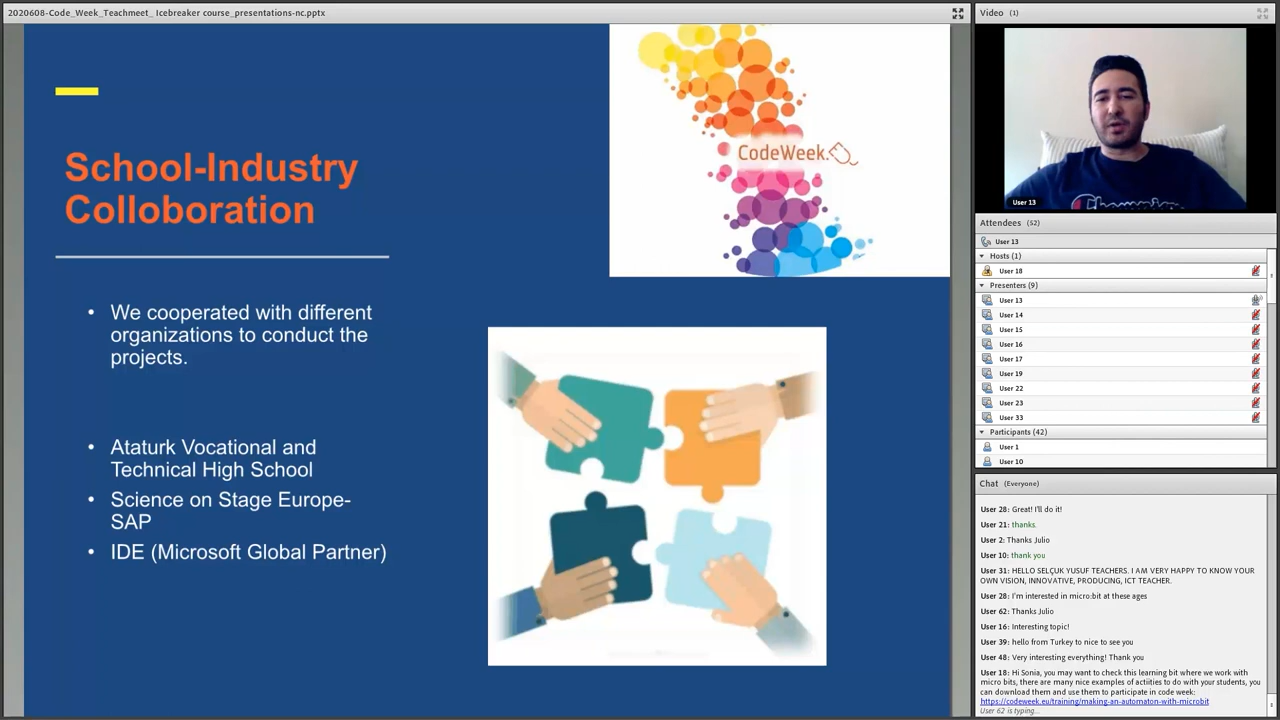 2020608-Code_Week_Teachmeet_ Icebreaker course_presentations-nc.pptx
School-Industry
Colloboration
• We cooperated with different
organizations to conduct the
projects.
• Ataturk Vocational and
Technical High School
• Science on Stage Europe-
SAP
• IDE (Microsoft Global Partner)
CodeWeek.
Video (1)
User 13
Attendees (52)
User 13
Hosts (1)
User 18
Presenters (9)
User 13
User 14
User 15
User 16
User 17
User 19
User 22
User 23
User 33
Participants (42)
User 1
User 10
Chat (Everyone)
User 28: Great! I'll do it!
User 21: thanks.
User 2: Thanks Julio
User 10: thank you
User 31: HELLO SELÇUK YUSUF TEACHERS. I AM VERY HAPPY TO KNOW YOUR
OWN VISION, INNOVATIVE, PRODUCING, ICT TEACHER.
User 28: I'm interested in micro:bit at these ages
User 62: Thanks Julio
User 16: Interesting topic!
User 39: hello from Turkey to nice to see you
User 48: Very interesting everything! Thank you
User 18: Hi Sonia, you may want to check this learning bit where we work with
micro bits, there are many nice examples of actiities to do with your students, you
can download them and use them to participate in code week:
https://codeweek.eu/training/making-an-automaton-with-microbit
User 62 is typing...